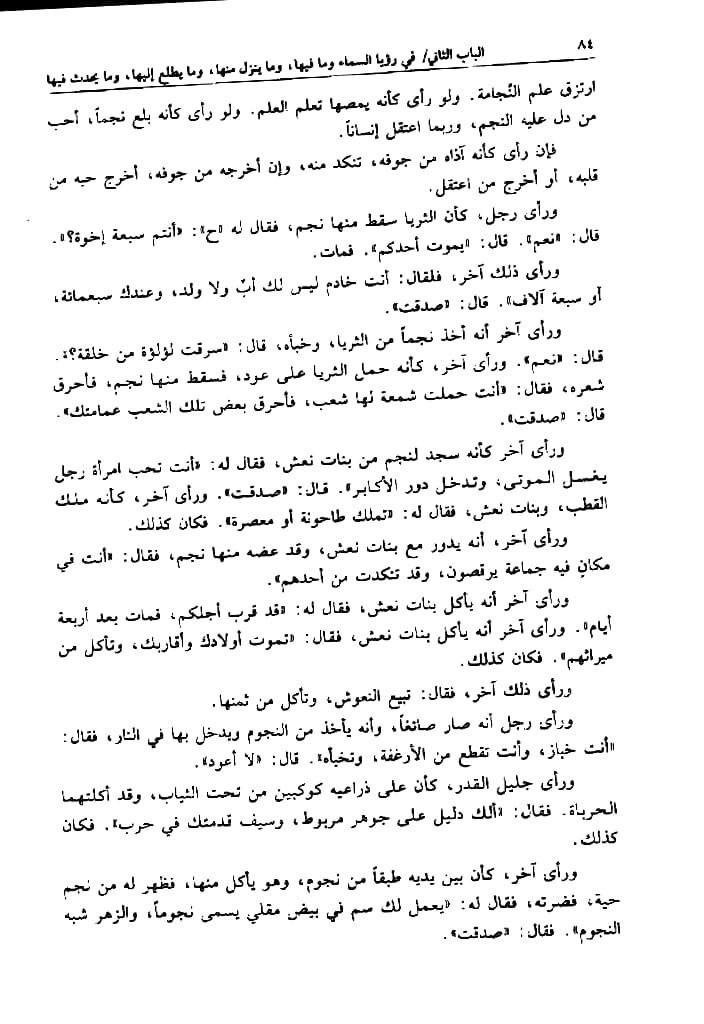 ٨٤
الباب الثاني/ في رؤيا السماء وما فيها، وما ينزل منها، وما يطلع إليها، وما يحدث فيها
ارتزق علم النُّجامة. ولو رأى كأنه يمصها تعلم العلم. ولو رأى كأنه بلع نجماً، أحب
من دل عليه النجم، وربما اعتقل إنساناً.
فإن رأى كأنه آذاه من جوفه، تنكد منه، وإن أخرجه من جوفه، أخرج حبه من
قلبه، أو أخرج من اعتقل.
ورأى رجل، كأن الثريا سقط منها نجم، فقال له «ح»: «أنتم سبعة إخوة؟».
قال: «نعم». قال: «يموت أحدكم». فمات.
ورأى ذلك آخر، فلقال: أنت خادم ليس لك أبٌ ولا ولد، وعندك سبعمائة،
أو سبعة آلاف». قال: «صدقت».
ورأى آخر أنه أخذ نجماً من الثريا، وخبأه، قال: «سرقت لؤلؤة من خلقة؟».
قال: «نعم». ورأى آخر، كأنه حمل الثريا على عود، فسقط منها نجم، فأحرق
شعره، فقال: «أنت حملت شمعة لها شعب، فأحرق بعض تلك الشعب عمامتك».
قال: «صدقت».
ورأى آخر كأنه سجد لنجم من بنات نعش، فقال له: «أنت تحب امرأة رجل
يغسل الموتى، وتدخل دور الأكابر». قال: «صدقت». ورأى آخر، كأنه ملك
القطب، وبنات نعش، فقال له: «تملك طاحونة أو معصرة». فكان كذلك.
ورأى آخر، أنه يدور مع بنات نعش، وقد عضه منها نجم، فقال: «أنت في
مكانٍ فيه جماعة يرقصون، وقد تنكدت من أحدهم».
ورأى آخر أنه يأكل بنات نعش، فقال له: «قد قرب أجلكم، فمات بعد أربعة
أيام». ورأى آخر أنه يأكل بنات نعش، فقال: «تموت أولادك وأقاربك، وتأكل من
ميراثهم». فكان كذلك.
ورأى ذلك آخر، فقال: تبيع النعوش، وتأكل من ثمنها.
ورأى رجل أنه صار صائغاً، وأنه يأخذ من النجوم ويدخل بها في النار، فقال:
«أنت خباز، وأنت تقطع من الأرغفة، وتخبأه». قال: «لا أعود».
ورأى جليل القدر، كأن على ذراعيه كوكبين من تحت الثياب، وقد أكلتهما
الحرباة. فقال: «ألك دليل على جوهر مربوط، وسيف قدمتك في حرب». فكان
كذلك.
ورأى آخر، كأن بين يديه طبقاً من نجوم، وهو يأكل منها، فظهر له من نجم
حية، فضرته، فقال له: «يعمل لك سم في بيض مقلي يسمى نجوماً، والزهر شبه
النجوم». فقال: «صدقت».